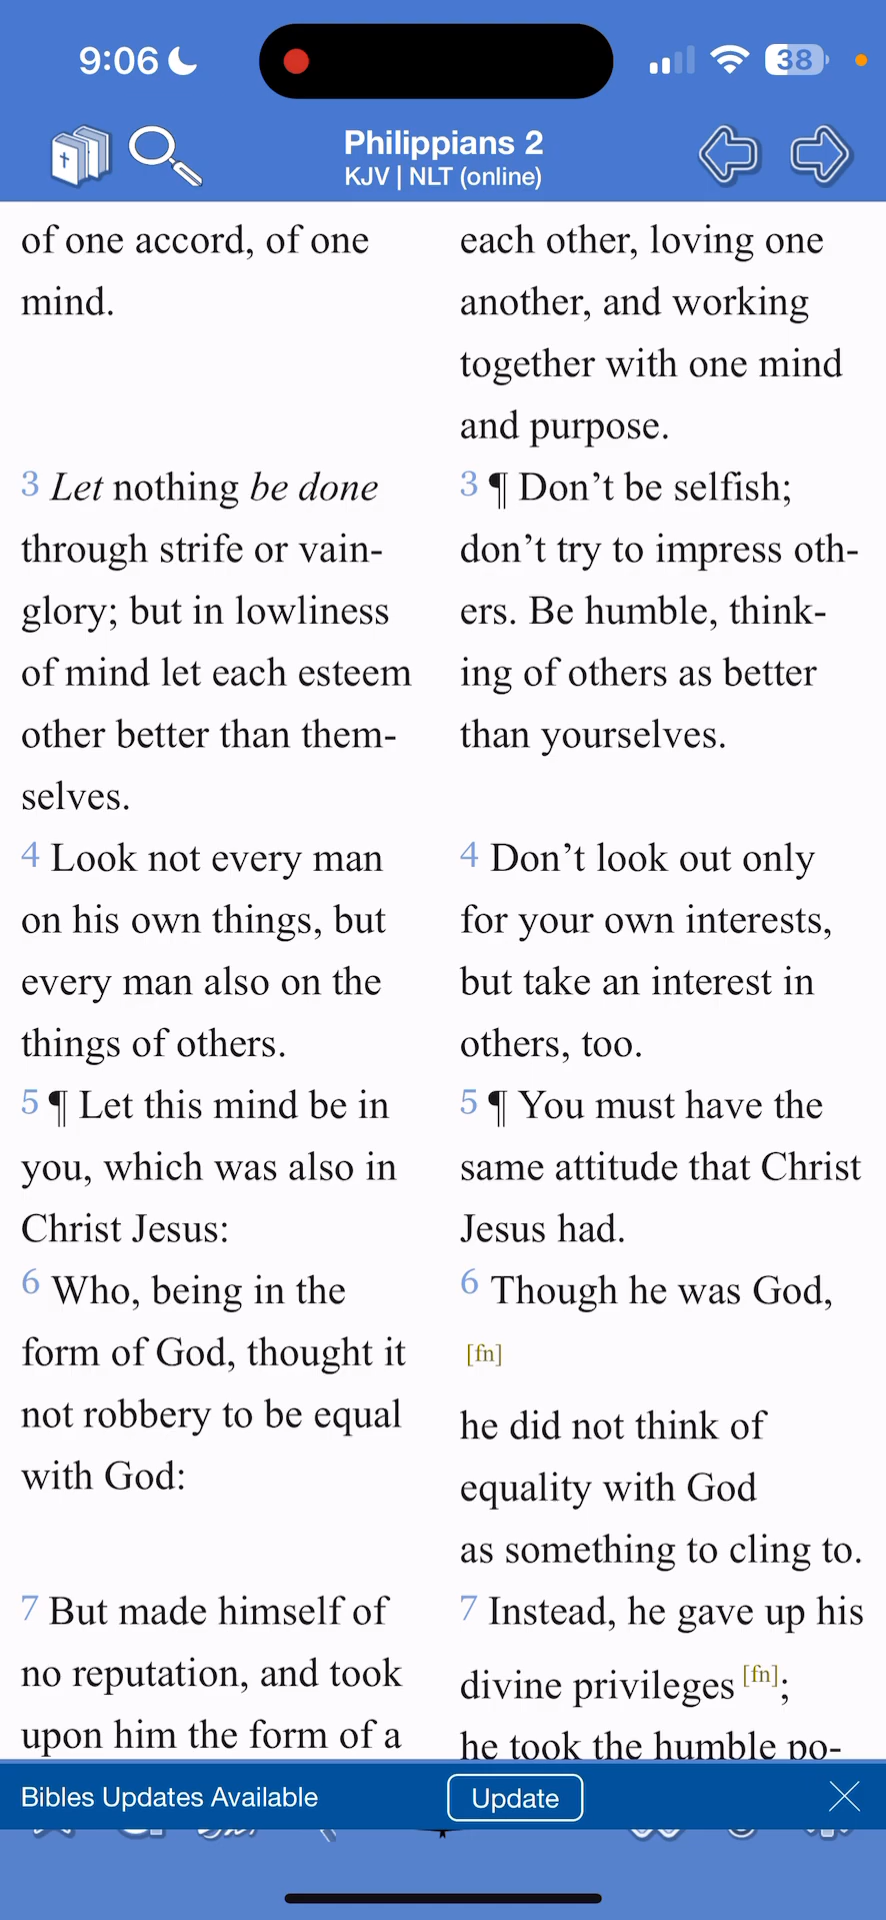 9:06
38
Philippians 2
KJV | NLT (online)
of one accord, of one
mind.
3 Let nothing be done
through strife or vain-
glory; but in lowliness
of mind let each esteem
other better than them-
selves.
4 Look not every man
on his own things, but
every man also on the
things of others.
5 ¶ Let this mind be in
you, which was also in
Christ Jesus:
6 Who, being in the
form of God, thought it
not robbery to be equal
with God:
7 But made himself of
no reputation, and took
upon him the form of a
each other, loving one
another, and working
together with one mind
and purpose.
3 ¶ Don’t be selfish;
don’t try to impress oth-
ers. Be humble, think-
ing of others as better
than yourselves.
4 Don’t look out only
for your own interests,
but take an interest in
others, too.
5 ¶ You must have the
same attitude that Christ
Jesus had.
6 Though he was God,
[fn]
he did not think of
equality with God
as something to cling to.
7 Instead, he gave up his
divine privileges [fn];
he took the humble po-
Bibles Updates Available
Update